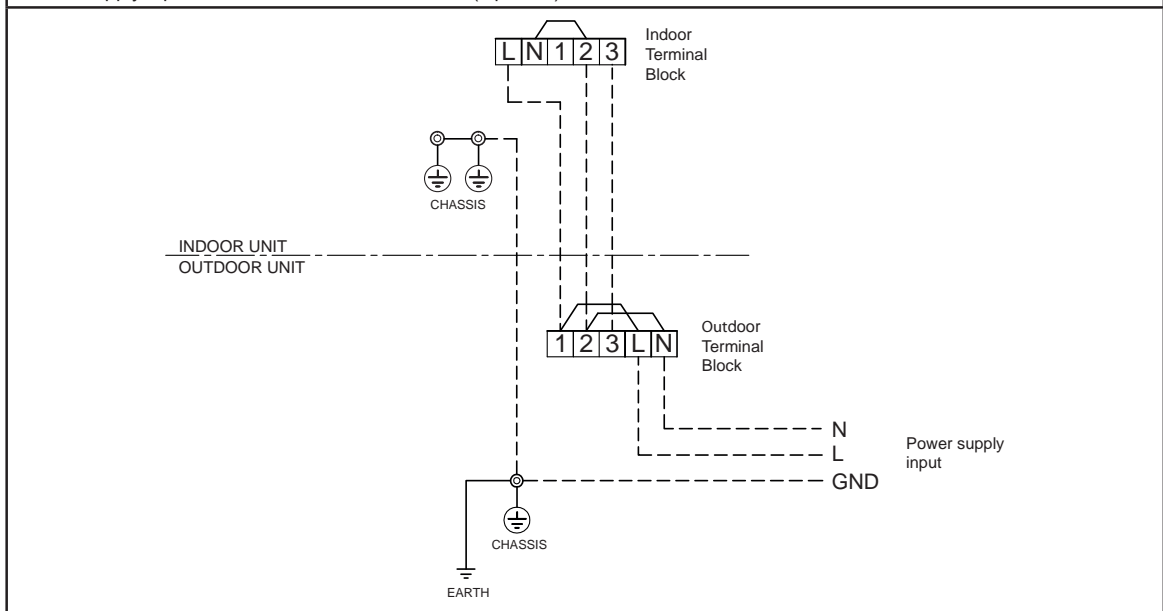 Indoor
Terminal
Block
L N 1 2 3
CHASSIS
INDOOR UNIT
OUTDOOR UNIT
Outdoor
Terminal
Block
1 2 3 L N
N
L
GND
Power supply
input
CHASSIS
EARTH